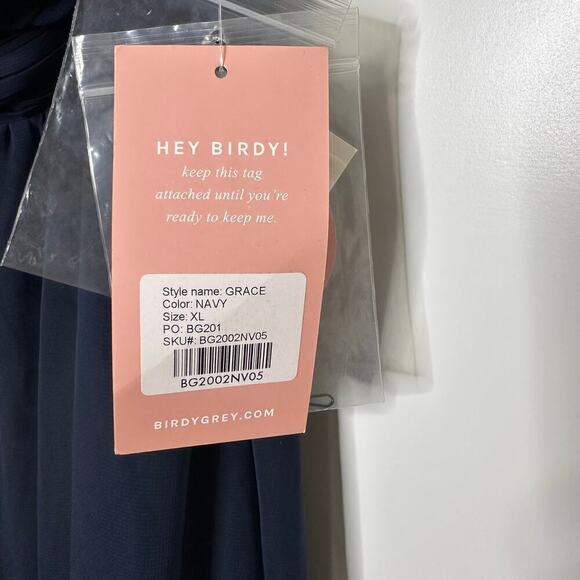 HEY BIRDY!
keep this tag
attached until you're
ready to keep me.
Style name: GRACE
Color: NAVY
Size: XL
PO: BG201
SKU#: BG2002NV05
BG2002NV05
BIRDYGREY.COM